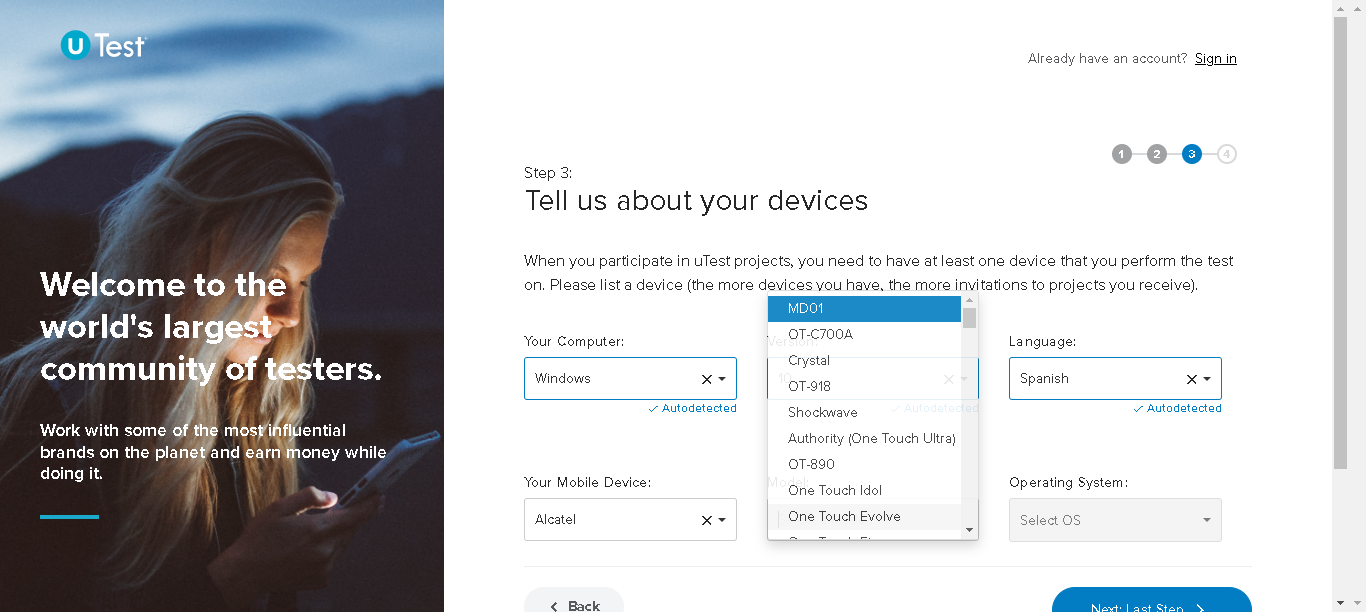 U Test
Already have an account? Sign in
1 2 3 4
Step 3:
Tell us about your devices
When you participate in uTest projects, you need to have at least one device that you perform the test
on. Please list a device (the more devices you have, the more invitations to projects you receive).
Welcome to the
world's largest
community of testers.
Work with some of the most influential
brands on the planet and earn money while
doing it.
Your Computer:
Windows
Autodetected
Version:
10
Autodetected
Language:
Spanish
Autodetected
MD01
OT-C700A
Crystal
OT-918
Shockwave
Authority (One Touch Ultra)
OT-890
One Touch Idol
One Touch Evolve
Your Mobile Device:
Alcatel
Model:
Operating System:
Select OS
Back
Next: Last Step